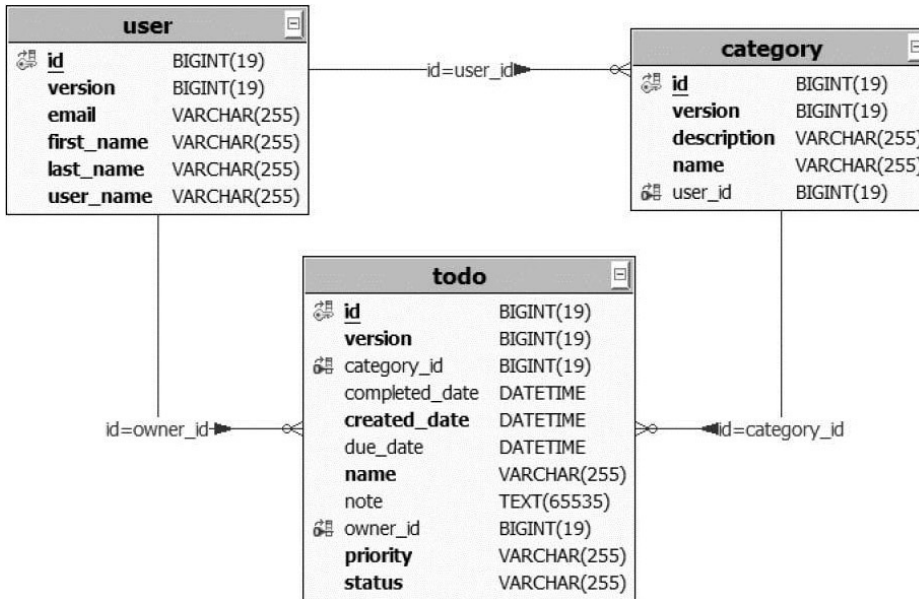 user
id BIGINT(19)
version BIGINT(19)
email VARCHAR(255)
first_name VARCHAR(255)
last_name VARCHAR(255)
user_name VARCHAR(255)
id=user_id
category
id BIGINT(19)
version BIGINT(19)
description VARCHAR(255)
name VARCHAR(255)
user_id BIGINT(19)
todo
id BIGINT(19)
version BIGINT(19)
category_id BIGINT(19)
completed_date DATETIME
created_date DATETIME
due_date DATETIME
name VARCHAR(255)
note TEXT(65535)
owner_id BIGINT(19)
priority VARCHAR(255)
status VARCHAR(255)
id=owner_id
id=category_id